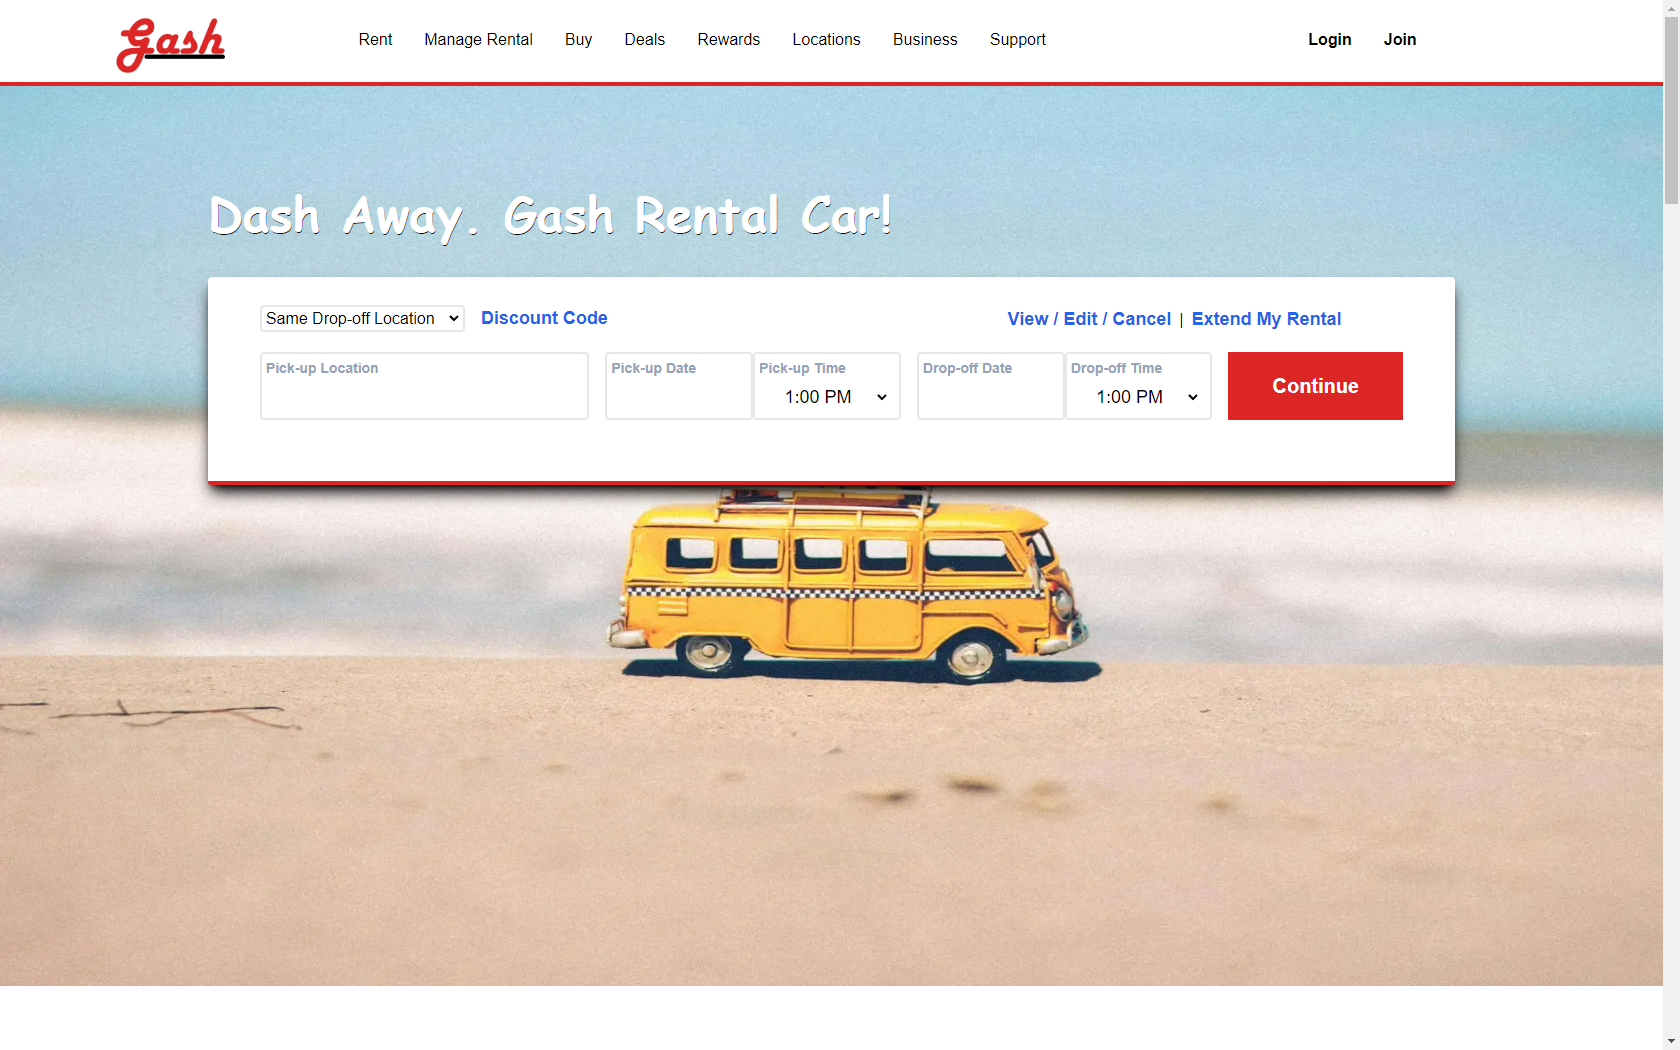 Gash
Rent Manage Rental Buy Deals Rewards Locations Business Support Login Join
Dash Away. Gash Rental Car!
Same Drop-off Location Discount Code View / Edit / Cancel | Extend My Rental
Pick-up Location Pick-up Date Pick-up Time Drop-off Date Drop-off Time
1:00 PM 1:00 PM Continue